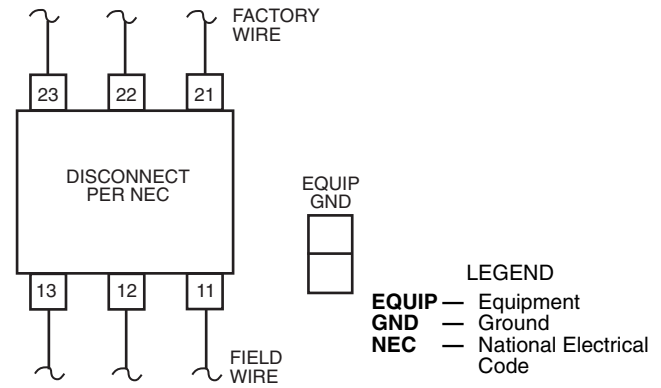 FACTORY
WIRE
23 22 21
DISCONNECT
PER NEC
EQUIP
GND
13 12 11
FIELD
WIRE
LEGEND
EQUIP — Equipment
GND — Ground
NEC — National Electrical
Code